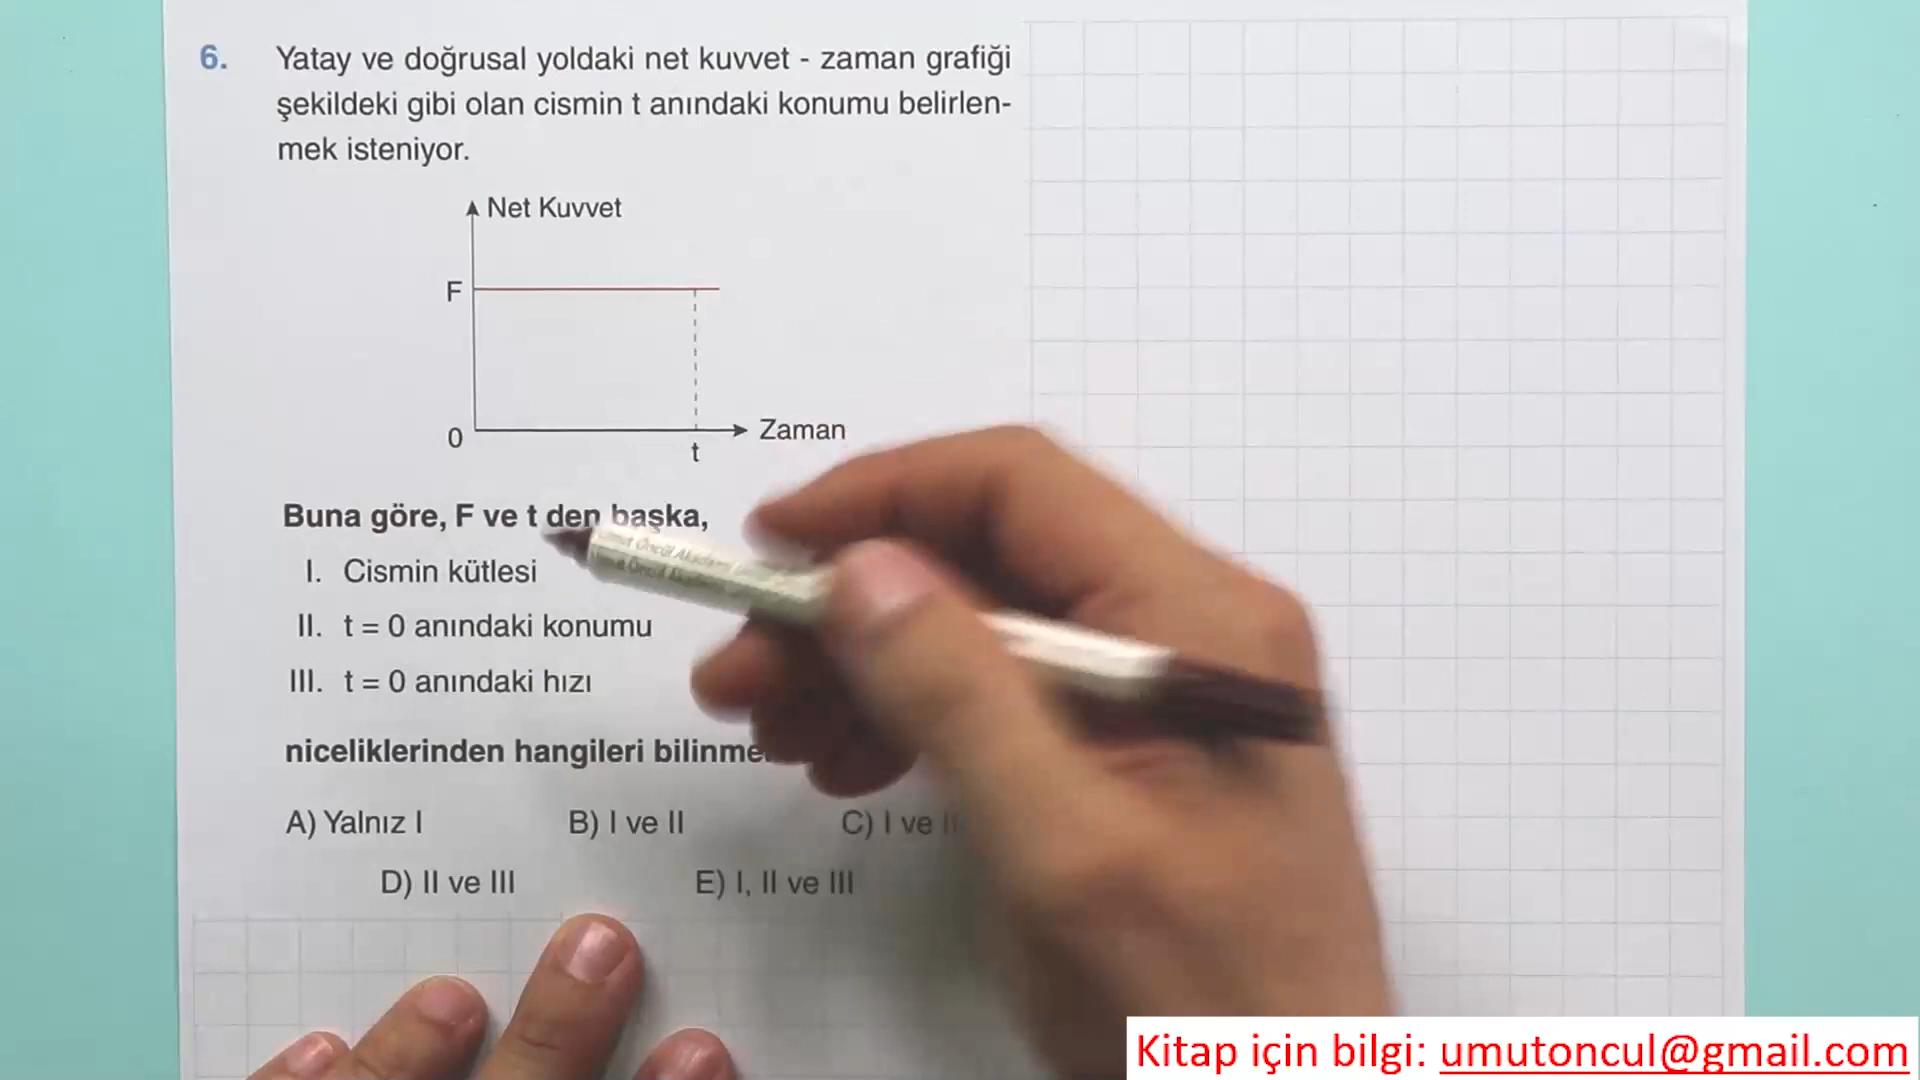 6. Yatay ve doğrusal yoldaki net kuvvet - zaman grafiği
şekildeki gibi olan cismin t anındaki konumu belirlen-
mek isteniyor.
Net Kuvvet
F
0
Zaman
t
Buna göre, F ve t den başka,
I. Cismin kütlesi
II. t = 0 anındaki konumu
III. t = 0 anındaki hızı
niceliklerinden hangileri
A) Yalnız I B) I ve II C) I ve
D) II ve III E) I, II ve III
Kitap için bilgi: umutoncul@gmail.com